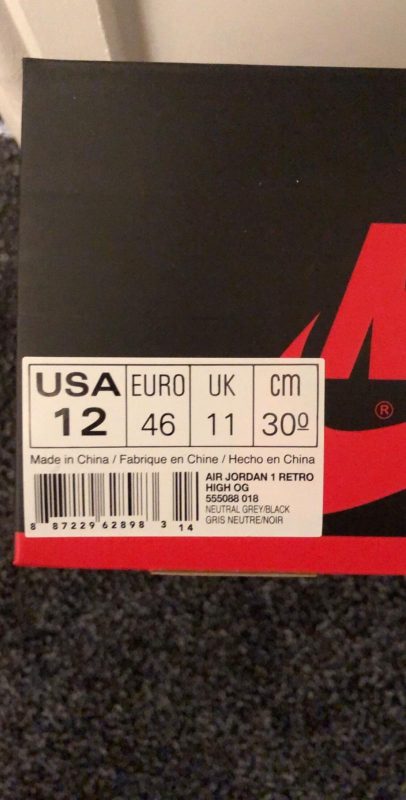 USA EURO UK cm
12 46 11 30⁰
Made in China / Fabrique en Chine / Hecho en China
AIR JORDAN 1 RETRO
HIGH OG
555088 018
NEUTRAL GREY/BLACK
GRIS NEUTRE/NOIR
8 87229 62898 3 14
®